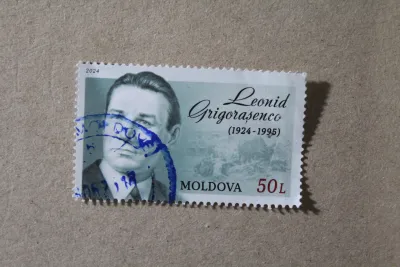 2024
Leonid
Grigorașenco
(1924-1995)
MOLDOVA 50L